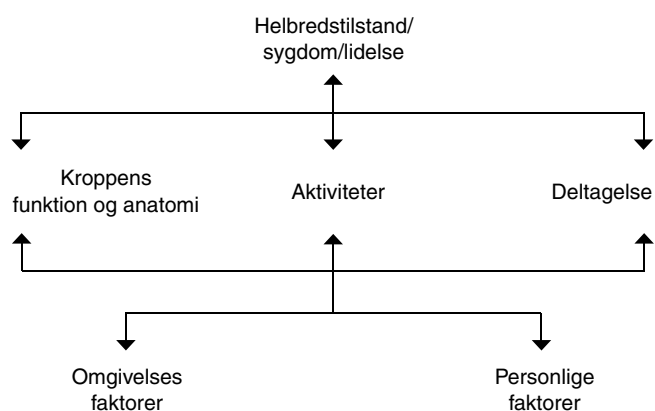 Helbredstilstand/
sygdom/lidelse
Kroppens
funktion og anatomi
Aktiviteter
Deltagelse
Omgivelses
faktorer
Personlige
faktorer